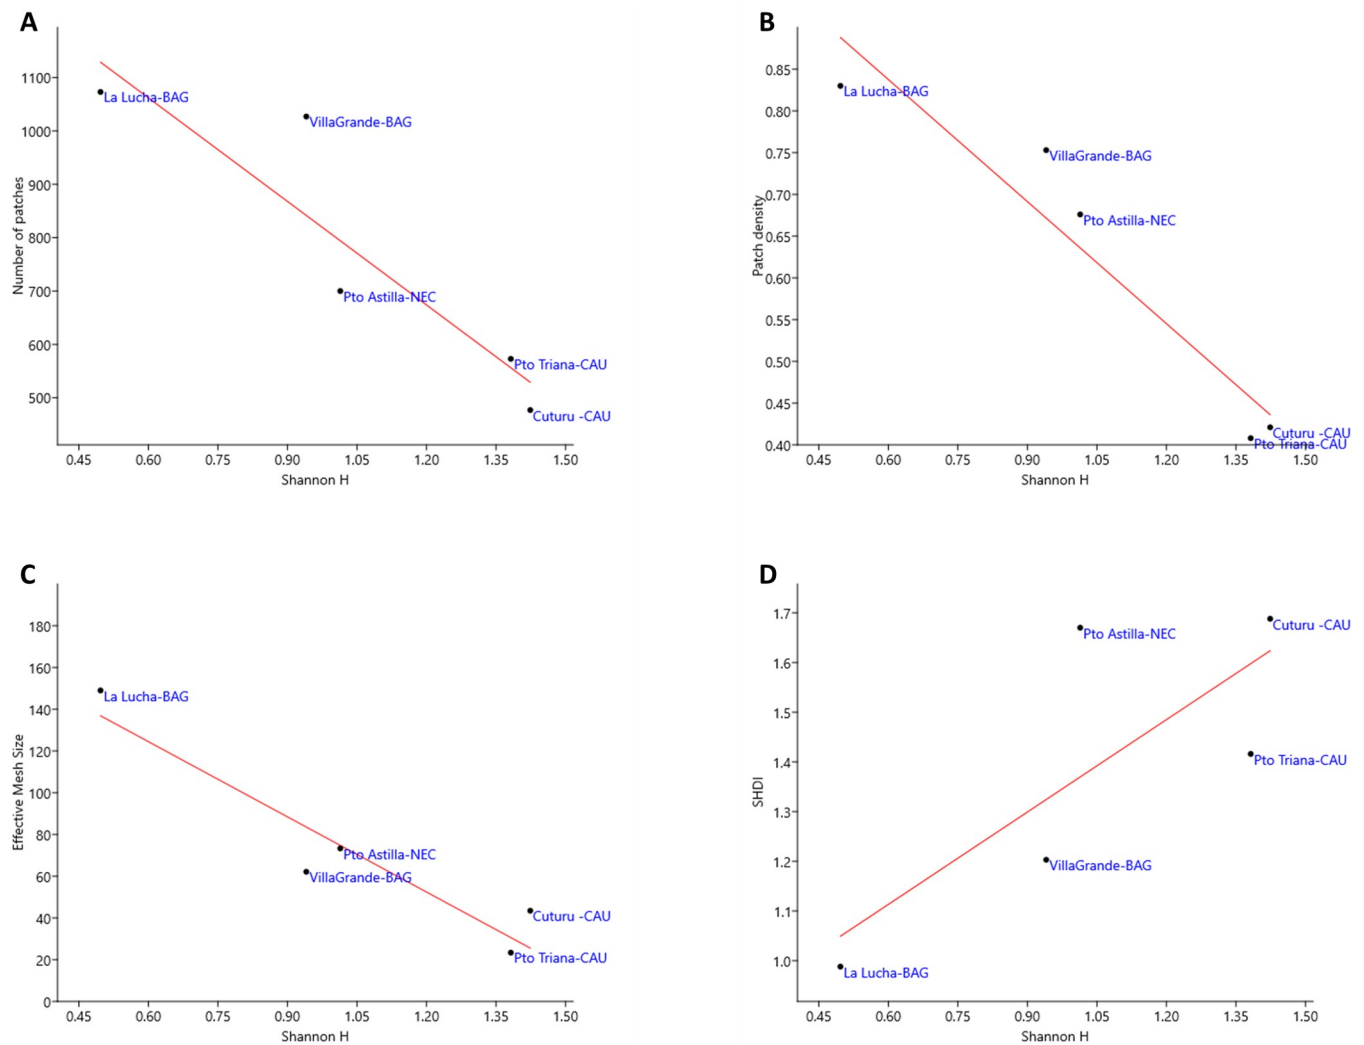 A
Number of patches
1100
1000
900
800
700
600
500
La Lucha-BAG
VillaGrande-BAG
Pto Astilla-NEC
Pto Triana-CAU
Cuturu -CAU
0.45 0.60 0.75 0.90 1.05 1.20 1.35 1.50
Shannon H
B
Patch density
0.85
0.80
0.75
0.70
0.65
0.60
0.55
0.50
0.45
0.40
La Lucha-BAG
VillaGrande-BAG
Pto Astilla-NEC
Cuturu -CAU
Pto Triana-CAU
0.45 0.60 0.75 0.90 1.05 1.20 1.35 1.50
Shannon H
C
Effective Mesh Size
180
160
140
120
100
80
60
40
20
0
La Lucha-BAG
Pto Astilla-NEC
VillaGrande-BAG
Cuturu -CAU
Pto Triana-CAU
0.45 0.60 0.75 0.90 1.05 1.20 1.35 1.50
Shannon H
D
SHDI
1.7
1.6
1.5
1.4
1.3
1.2
1.1
1.0
Cuturu -CAU
Pto Astilla-NEC
Pto Triana-CAU
VillaGrande-BAG
La Lucha-BAG
0.45 0.60 0.75 0.90 1.05 1.20 1.35 1.50
Shannon H